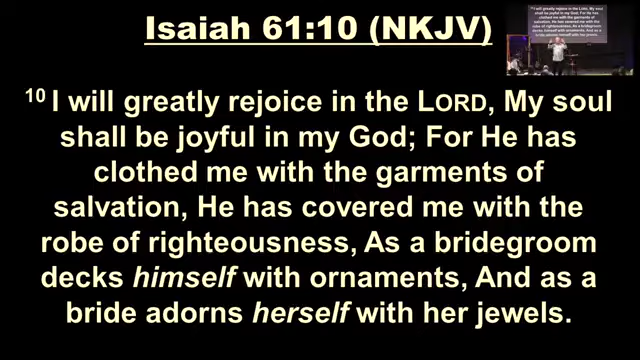 Isaiah 61:10 (NKJV)
10 I will greatly rejoice in the LORD, My soul
shall be joyful in my God; For He has
clothed me with the garments of
salvation, He has covered me with the
robe of righteousness, As a bridegroom
decks himself with ornaments, And as a
bride adorns herself with her jewels.